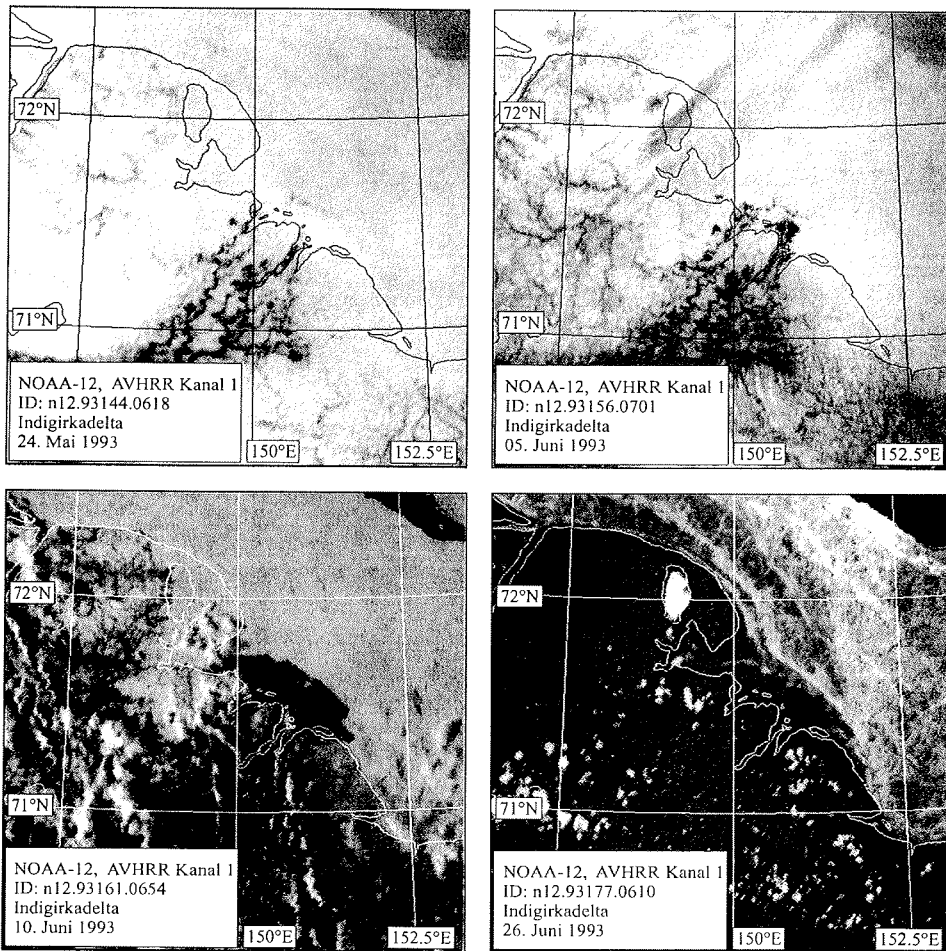 72°N
71°N
NOAA-12, AVHRR Kanal 1
ID: n12.93144.0618
Indigirkadelta
24. Mai 1993
150°E
152.5°E
72°N
71°N
NOAA-12, AVHRR Kanal 1
ID: n12.93156.0701
Indigirkadelta
05. Juni 1993
150°E
152.5°E
72°N
71°N
NOAA-12, AVHRR Kanal 1
ID: n12.93161.0654
Indigirkadelta
10. Juni 1993
150°E
152.5°E
72°N
71°N
NOAA-12, AVHRR Kanal 1
ID: n12.93177.0610
Indigirkadelta
26. Juni 1993
150°E
152.5°E